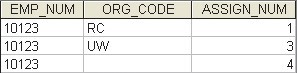 EMP_NUM ORG_CODE ASSIGN_NUM
10123 RC 1
10123 UW 3
10123 4